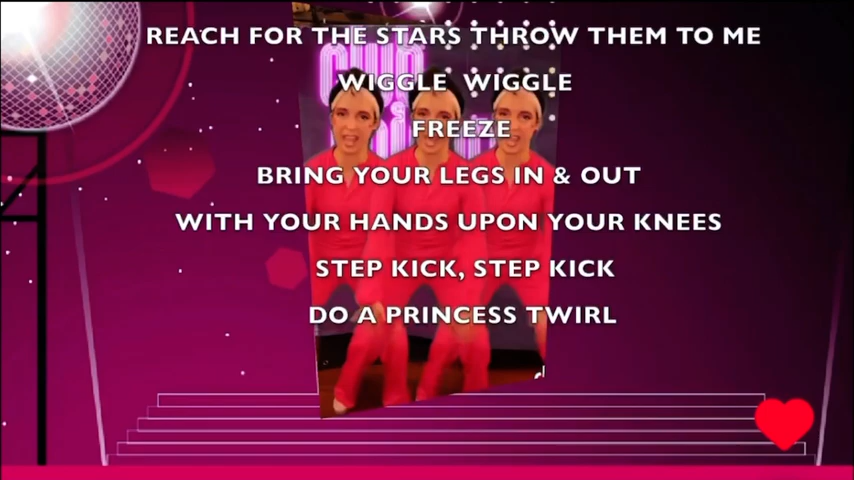 REACH FOR THE STARS THROW THEM TO ME
WIGGLE WIGGLE
FREEZE
BRING YOUR LEGS IN & OUT
WITH YOUR HANDS UPON YOUR KNEES
STEP KICK, STEP KICK
DO A PRINCESS TWIRL